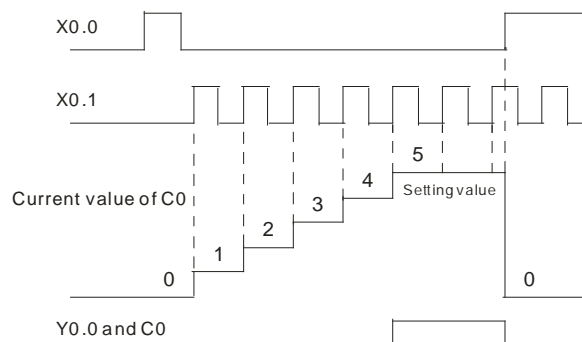 X0.0
X0.1
5
4
Setting value
3
Current value of C0
2
1
0
0
Y0.0 and C0